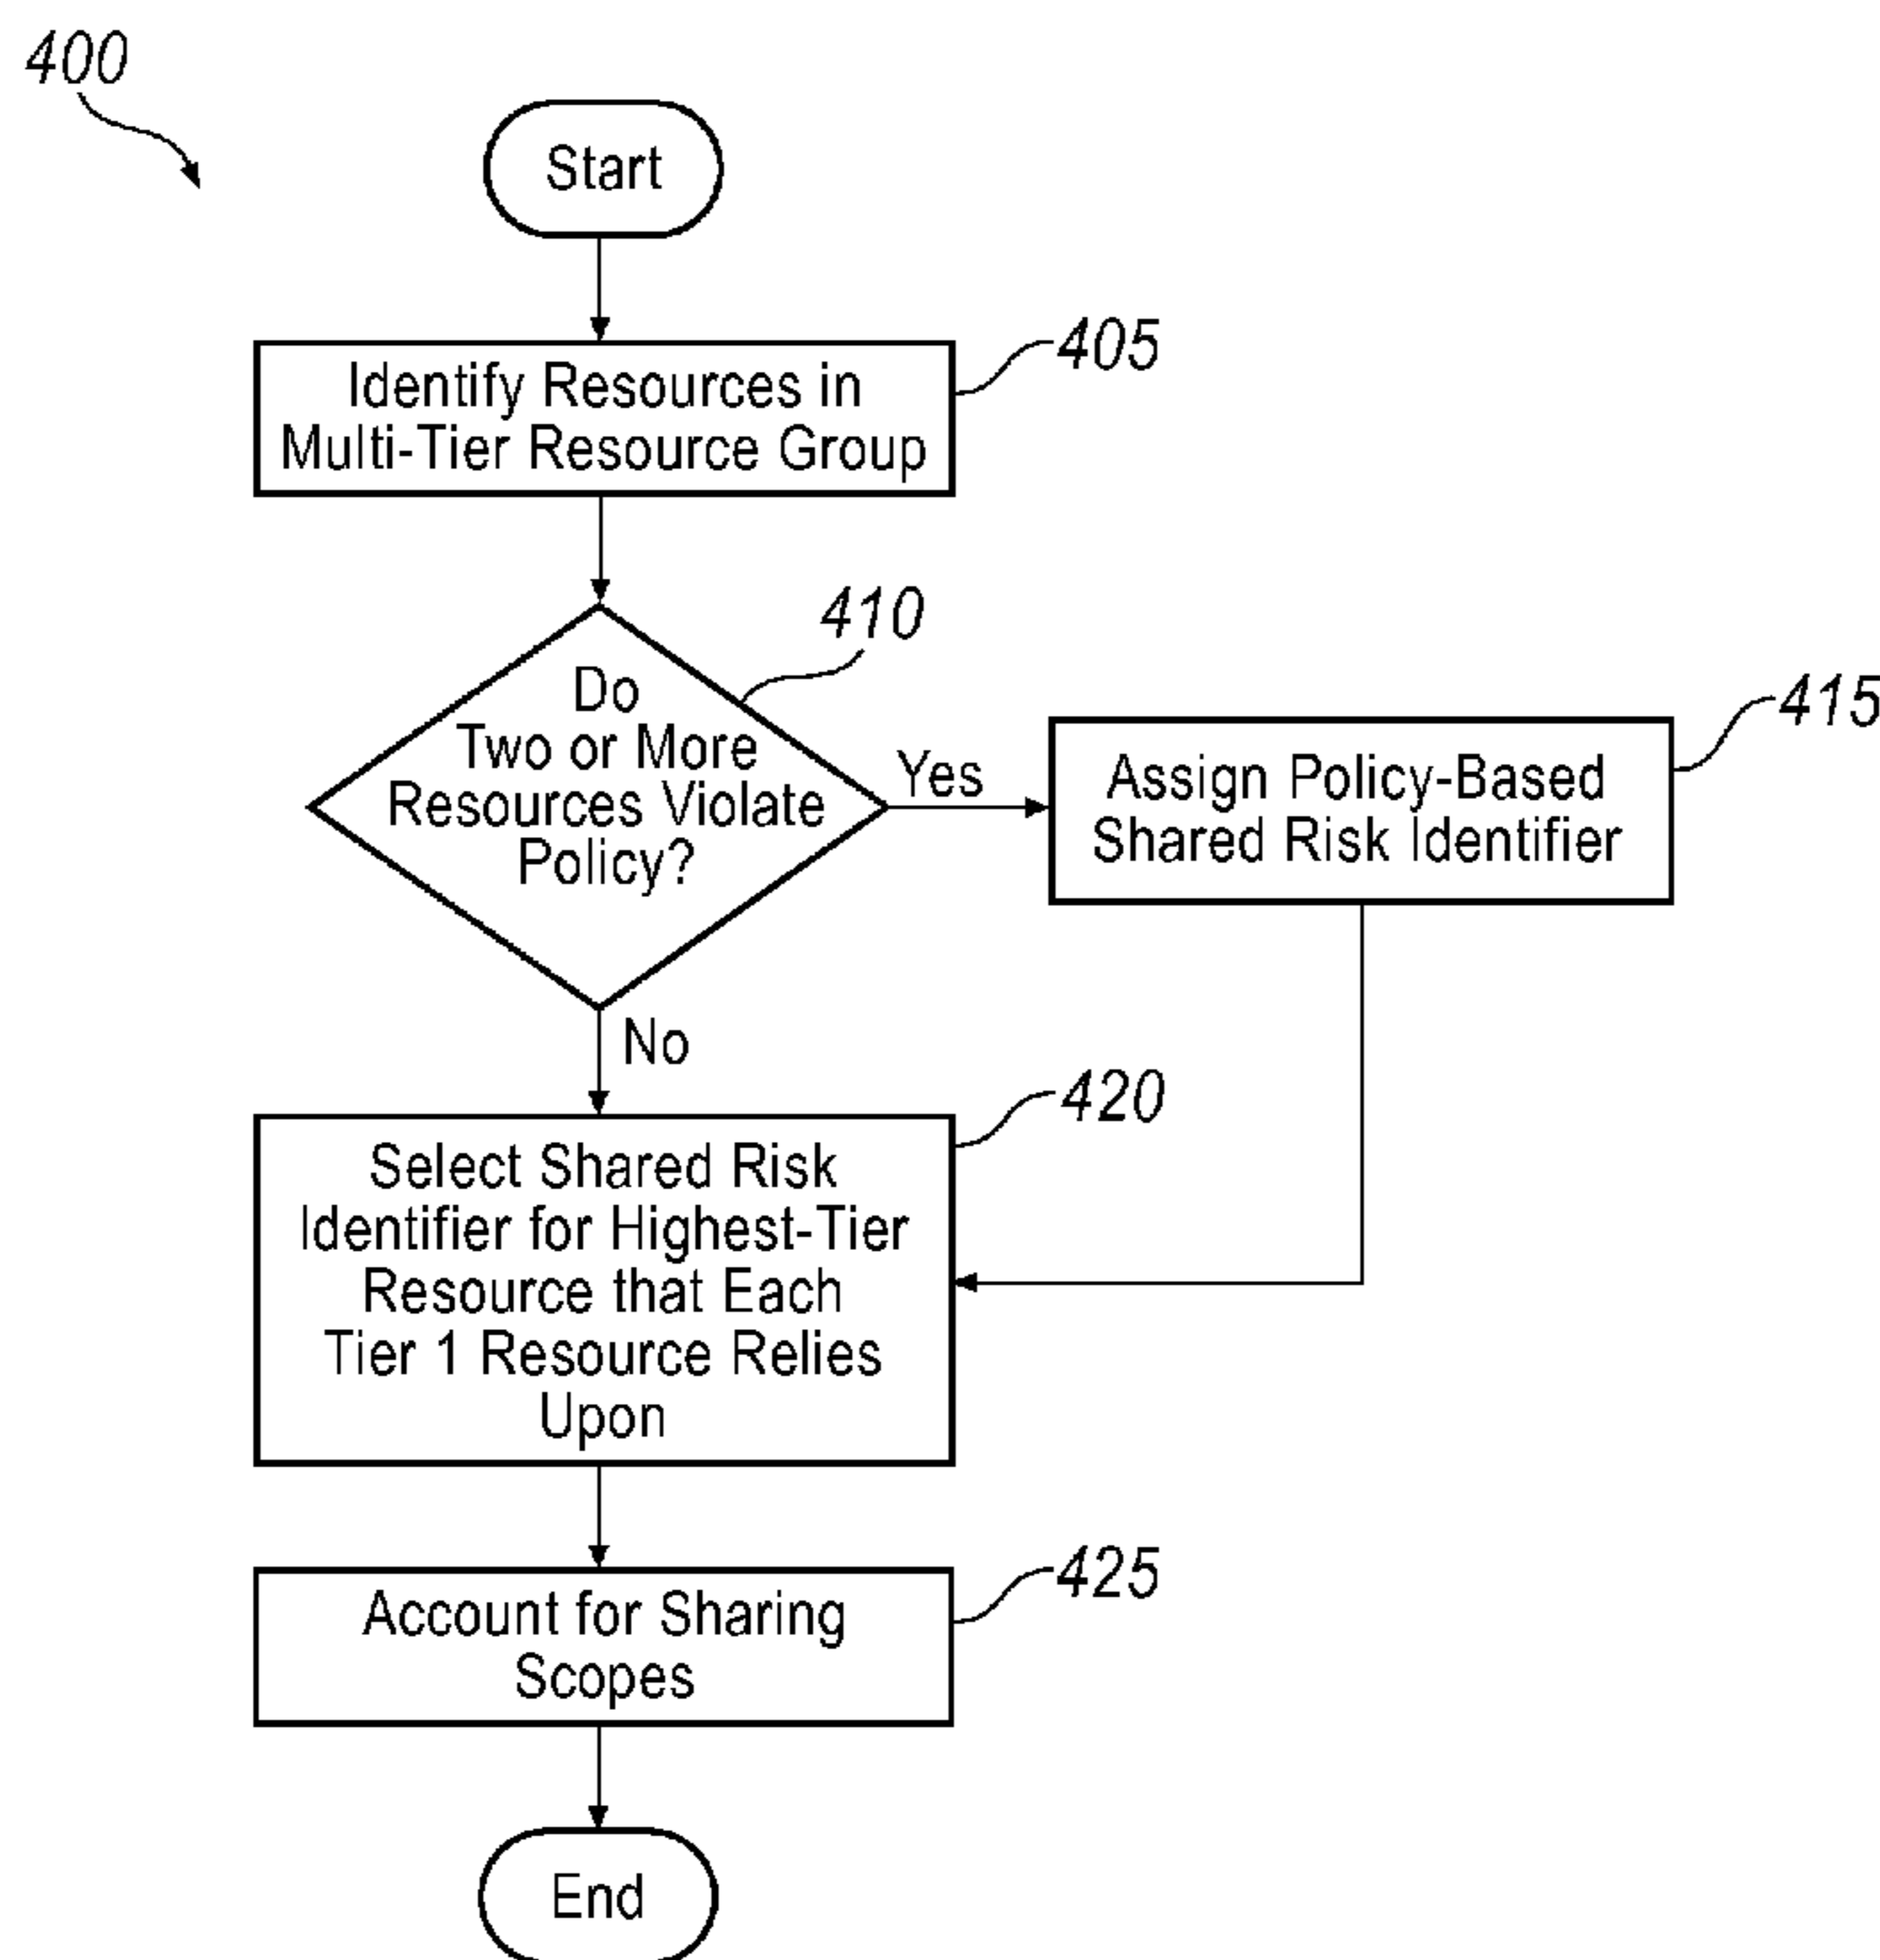 400
Start
405
Identify Resources in
Multi-Tier Resource Group
410
Do
Two or More
Resources Violate
Policy?
Yes
415
Assign Policy-Based
Shared Risk Identifier
No
420
Select Shared Risk
Identifier for Highest-Tier
Resource that Each
Tier 1 Resource Relies
Upon
425
Account for Sharing
Scopes
End